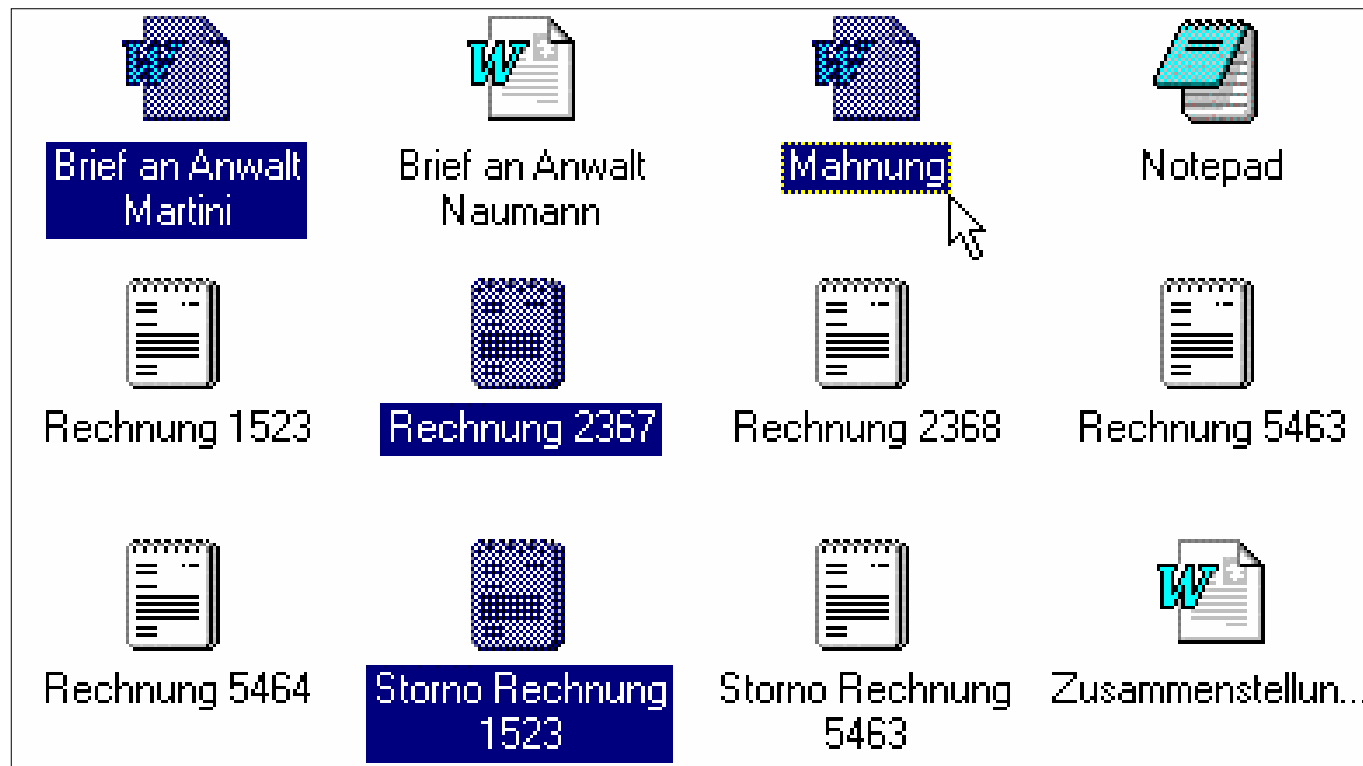 Brief an Anwalt
Martini
Brief an Anwalt
Naumann
Mahnung
Notepad
Rechnung 1523
Rechnung 2367
Rechnung 2368
Rechnung 5463
Rechnung 5464
Storno Rechnung
1523
Storno Rechnung
5463
Zusammenstellun...